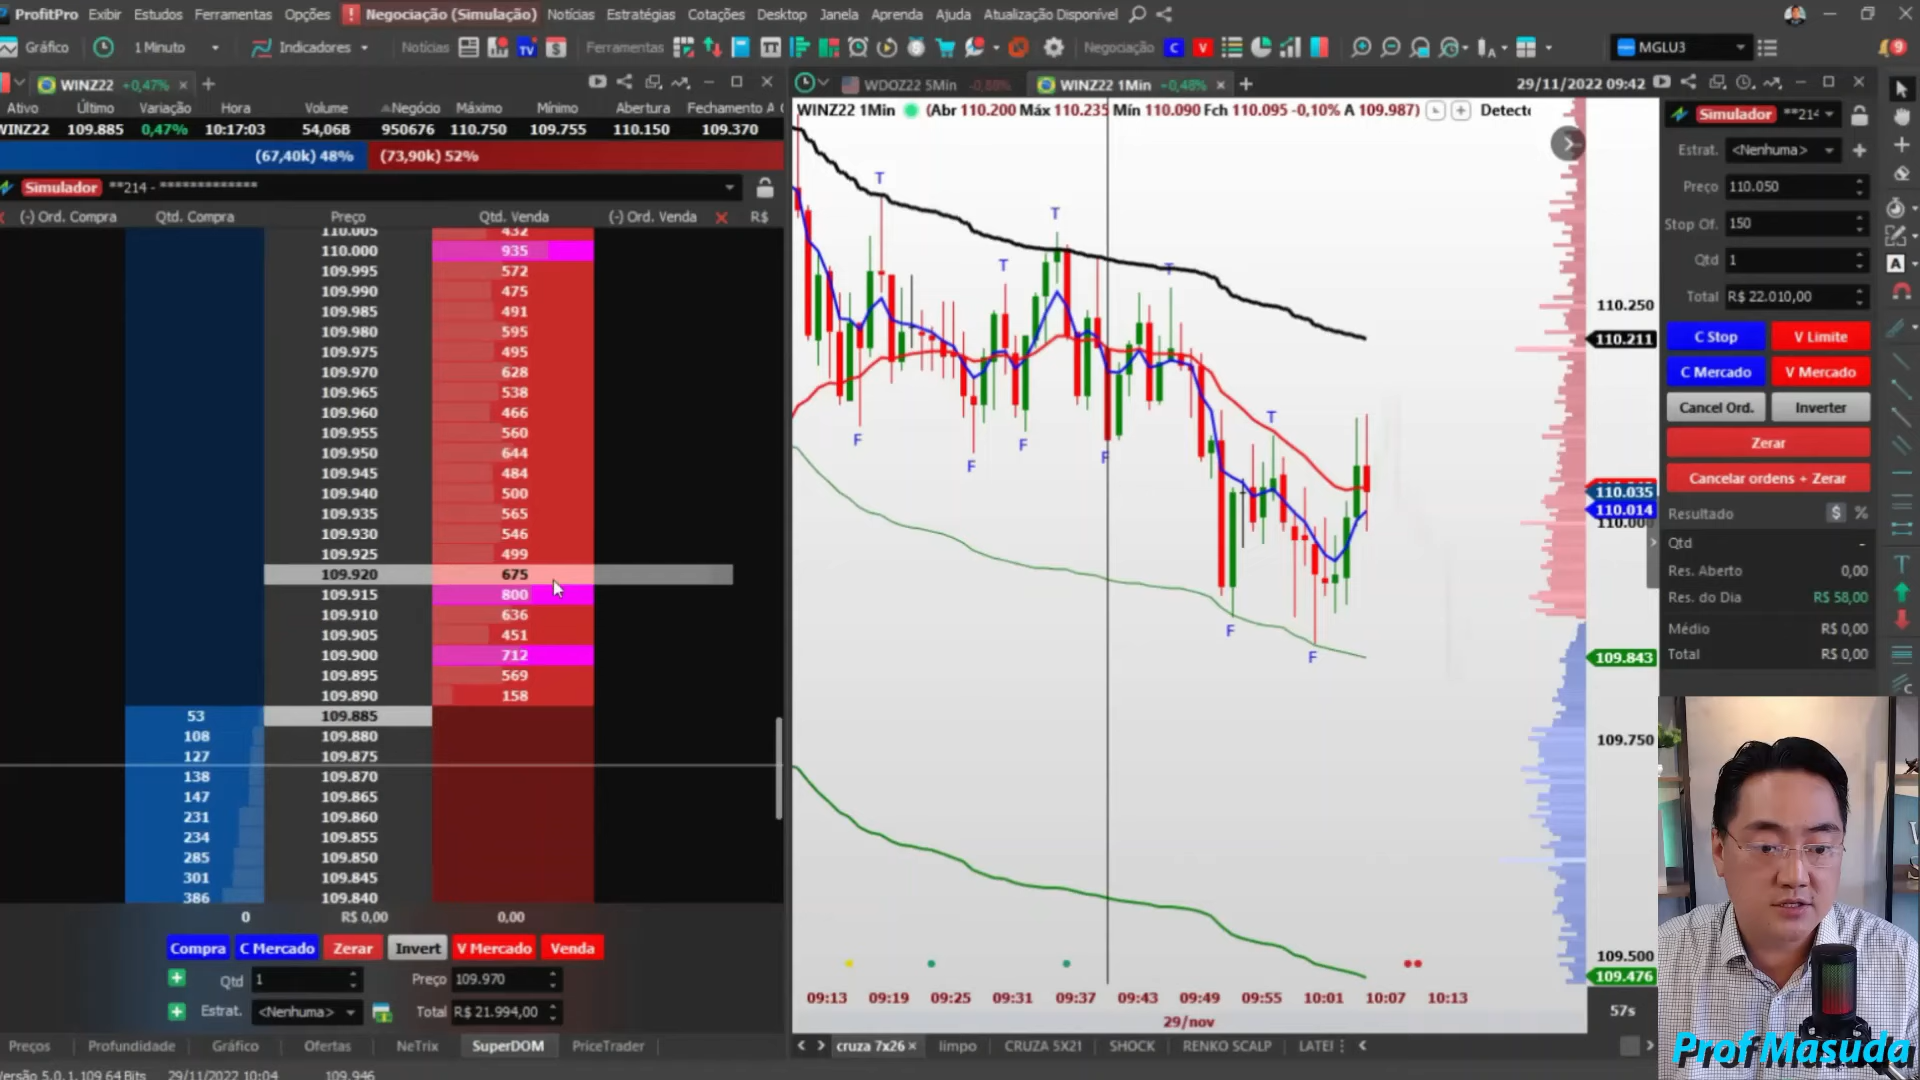 ProfitPro Exibir Estudos Ferramentas Opções ! Negociação (Simulação) Notícias Estratégias Cotações Desktop Janela Aprenda Ajuda Atualização Disponível
Gráfico 1 Minuto Indicadores Notícias TV $ Ferramentas Negociação C V MGLU3 9
WINZ22 +0,47% × +
Ativo Último Variação Hora Volume Negócio Máximo Mínimo Abertura Fechamento A
WINZ22 109.885 0,47% 10:17:03 54,06B 950676 110.750 109.755 110.150 109.370
(67,40k) 48% (73,90k) 52%
Simulador **214 - *************
(-) Ord. Compra Qtd. Compra Preço Qtd. Venda (-) Ord. Venda R$
110.005 432
110.000 935
109.995 572
109.990 475
109.985 491
109.980 595
109.975 495
109.970 628
109.965 538
109.960 466
109.955 560
109.950 644
109.945 484
109.940 500
109.935 565
109.930 546
109.925 499
109.920 675
109.915 800
109.910 636
109.905 451
109.900 712
109.895 569
109.890 158
53 109.885
108 109.880
127 109.875
138 109.870
147 109.865
231 109.860
234 109.855
285 109.850
301 109.845
386 109.840
0 R$ 0,00 0,00
Compra C Mercado Zerar Invert V Mercado Venda
Qtd 1 Preço 109.970
Estrat. <Nenhuma> Total R$ 21.994,00
Preços Profundidade Gráfico Ofertas NeTrix SuperDOM PriceTrader
29/11/2022 10:04 109.946
WDOZ22 5Min -0,88% WINZ22 1Min +0,48% × + 29/11/2022 09:42
WINZ22 1Min (Abr 110.200 Máx 110.235 Mín 110.090 Fch 110.095 -0,10% A 109.987)
T
T
T
T
T
F
F
F
F
F
F
110.250
110.211
110.035
110.014
110.000
109.843
109.750
109.500
109.476
09:13 09:19 09:25 09:31 09:37 09:43 09:49 09:55 10:01 10:07 10:13
29/nov
57s
cruza 7x26 × limpo CRUZA 5X21 SHOCK RENKO SCALP
Simulador
Estrat. <Nenhuma>
Preço 110.050
Stop Of. 150
Qtd 1
Total R$ 22.010,00
C Stop V Limite
C Mercado V Mercado
Cancel Ord. Inverter
Zerar
Cancelar ordens + Zerar
Resultado $ %
Qtd -
Res. Aberto 0,00
Res. do Dia R$ 58,00
Médio R$ 0,00
Total R$ 0,00
A
T
Prof Masuda